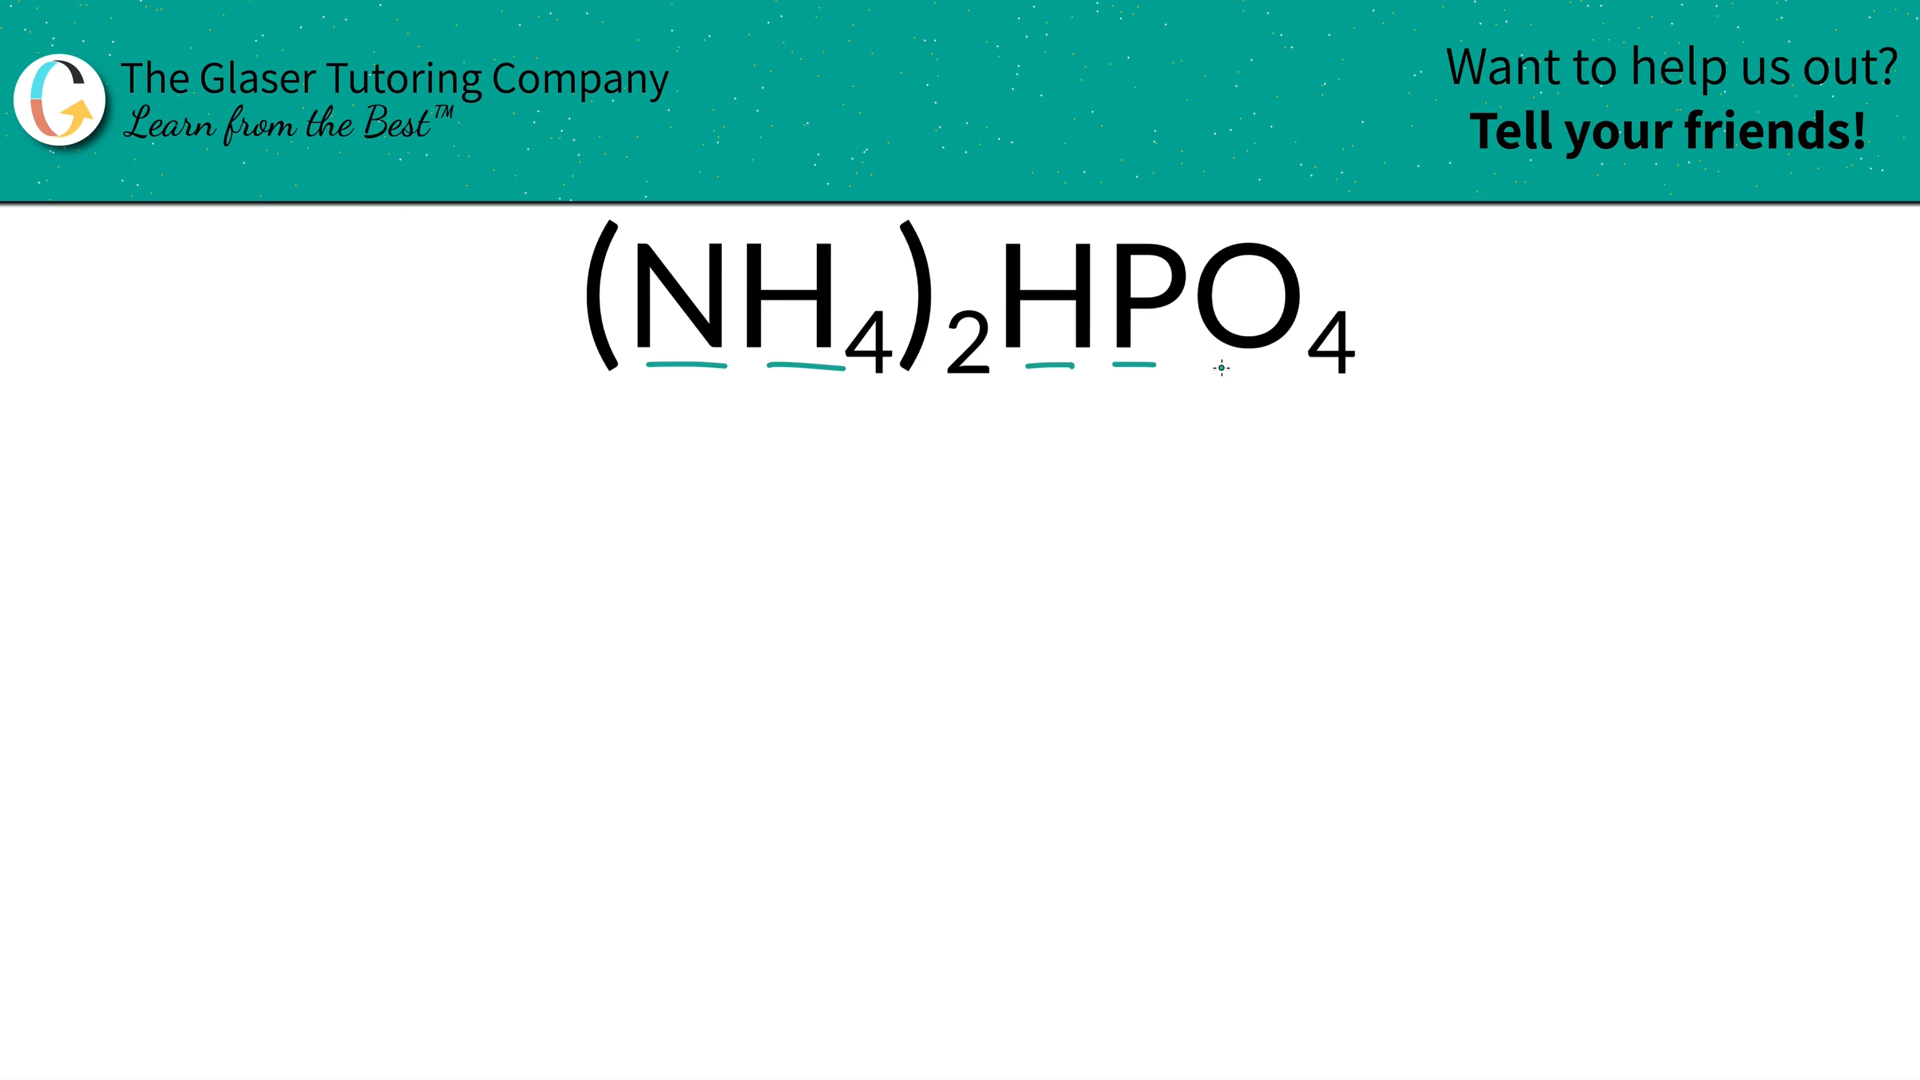 The Glaser Tutoring Company
Learn from the Best™
Want to help us out?
Tell your friends!
(NH₄)₂HPO₄